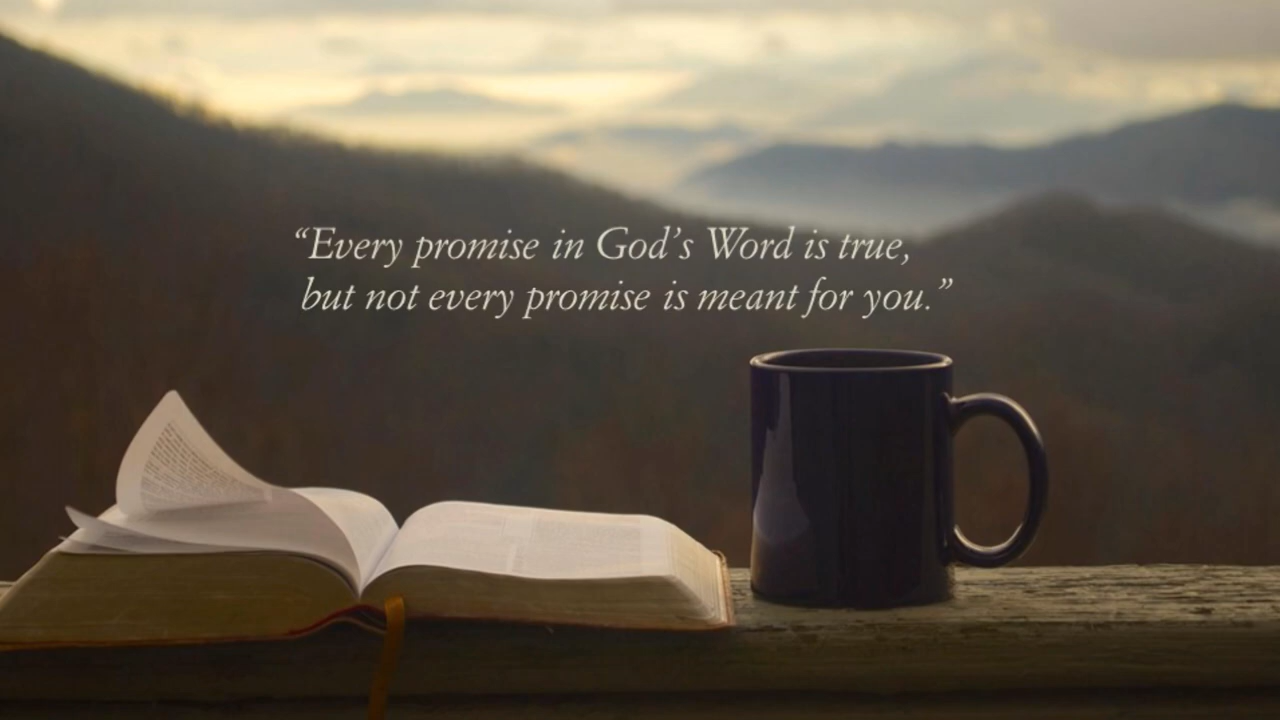 “Every promise in God’s Word is true,
but not every promise is meant for you.”